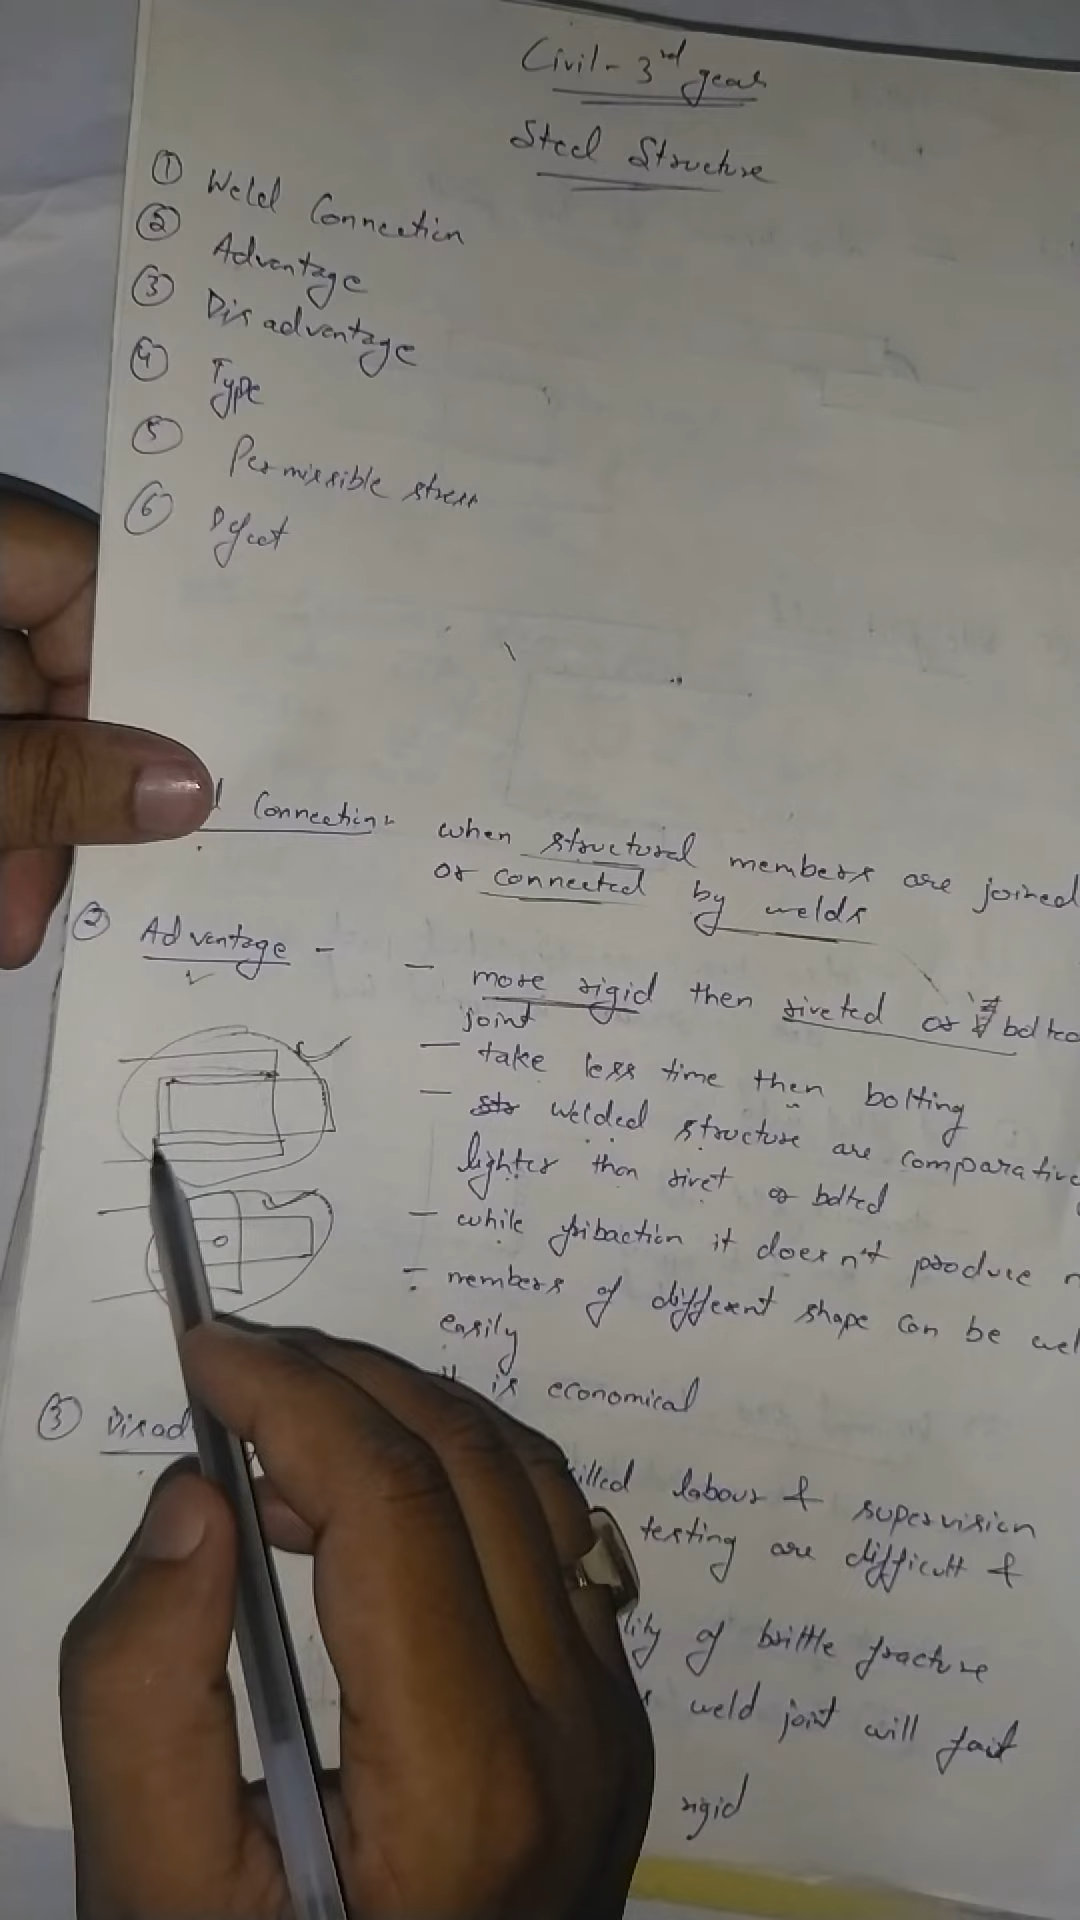 Civil - 3rd year
Steel Structure
① Weld Connection
② Advantage
③ Disadvantage
④ Type
⑤ Permissible stress
⑥ Defect
Connection - when structural members are joined
or connected by welds
② Advantage - - more rigid then riveted or bolted
joint
- take less time then bolting
- welded structure are comparative
lighter than rivet or bolted
- while fribaction it doesn't produce
- members of different shape can be wel
easily
it is economical
③ Disad
killed labour & supervision
testing are difficult &
lity of brittle fracture
weld joint will fail
rigid